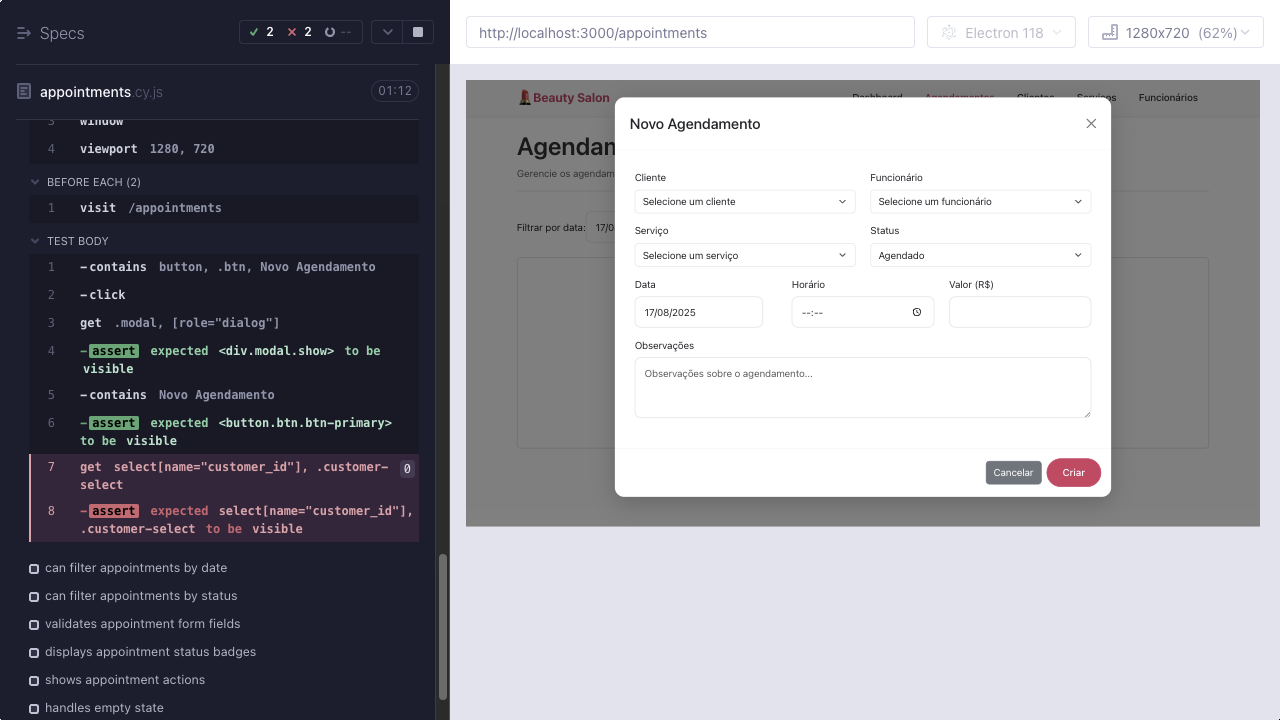 Specs
2
2
--
appointments.cy.js
01:12
3 window
4 viewport 1280, 720
BEFORE EACH (2)
1 visit /appointments
TEST BODY
1 -contains button, .btn, Novo Agendamento
2 -click
3 get .modal, [role="dialog"]
4 -assert expected <div.modal.show> to be
visible
5 -contains Novo Agendamento
6 -assert expected <button.btn.btn-primary>
to be visible
7 get select[name="customer_id"], .customer-
select
0
8 -assert expected select[name="customer_id"],
.customer-select to be visible
can filter appointments by date
can filter appointments by status
validates appointment form fields
displays appointment status badges
shows appointment actions
handles empty state
http://localhost:3000/appointments
Electron 118
1280x720 (62%)
Beauty Salon
Dashboard Agendamentos Clientes Serviços Funcionários
Agendam
Gerencie os agendam
Filtrar por data: 17/0
Novo Agendamento
Cliente
Funcionário
Selecione um cliente
Selecione um funcionário
Serviço
Status
Selecione um serviço
Agendado
Data
Horário
Valor (R$)
17/08/2025
--:--
Observações
Observações sobre o agendamento...
Cancelar
Criar